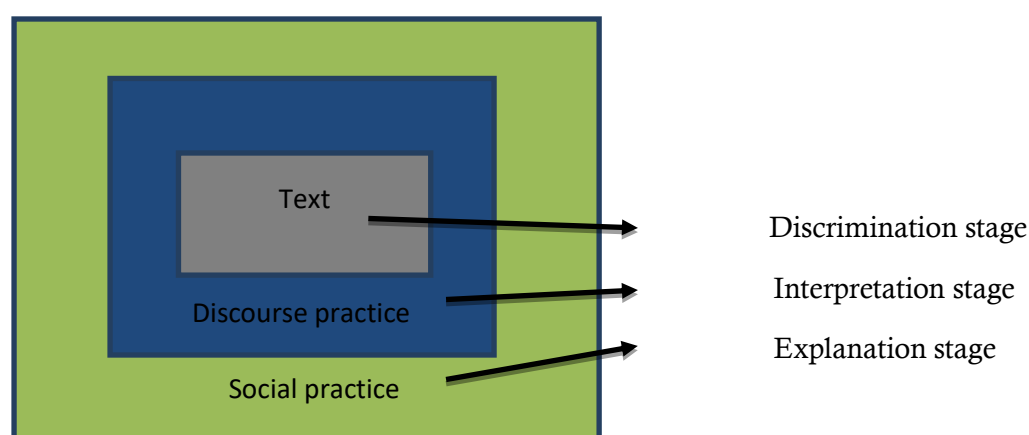 Text
Discrimination stage
Interpretation stage
Discourse practice
Explanation stage
Social practice